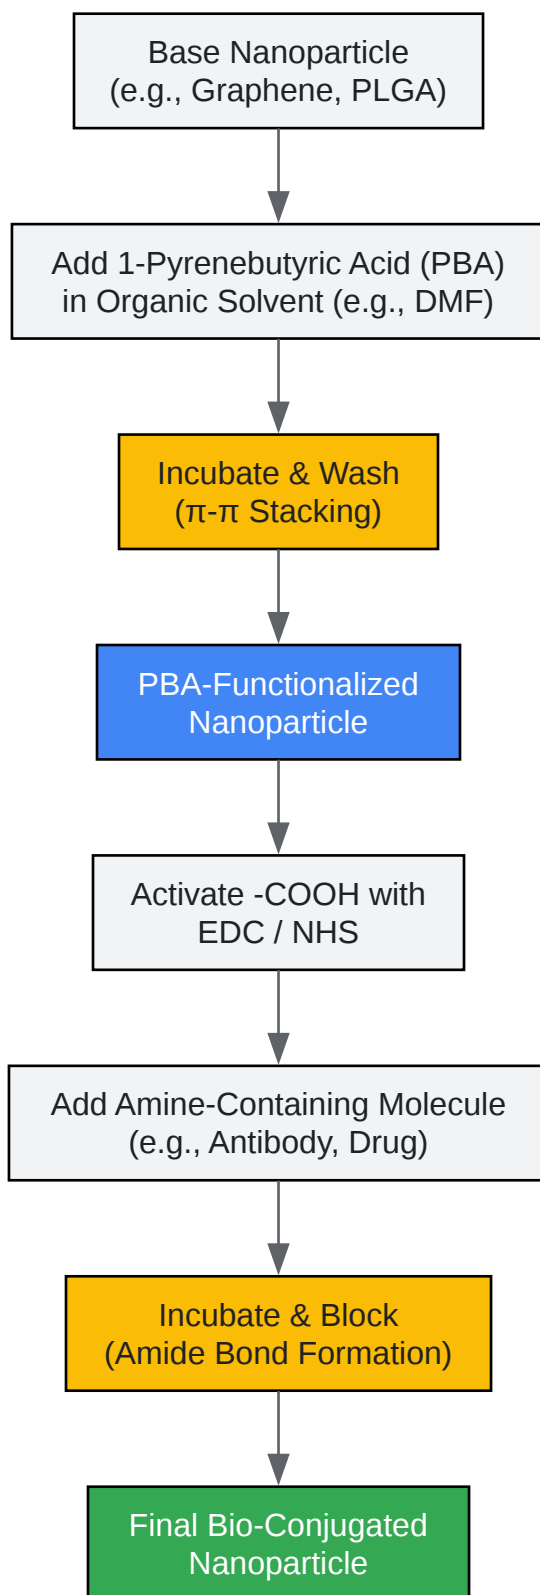 Base Nanoparticle
(e.g., Graphene, PLGA)
Add 1-Pyrenebutyric Acid (PBA)
in Organic Solvent (e.g., DMF)
Incubate & Wash
(π-π Stacking)
PBA-Functionalized
Nanoparticle
Activate -COOH with
EDC / NHS
Add Amine-Containing Molecule
(e.g., Antibody, Drug)
Incubate & Block
(Amide Bond Formation)
Final Bio-Conjugated
Nanoparticle